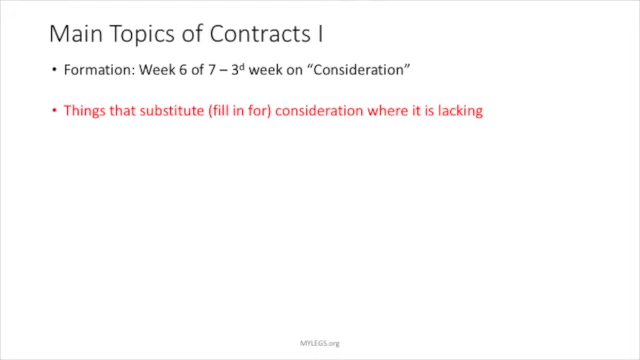 Main Topics of Contracts I
• Formation: Week 6 of 7 – 3ᵈ week on “Consideration”
• Things that substitute (fill in for) consideration where it is lacking
MYLEGS.org